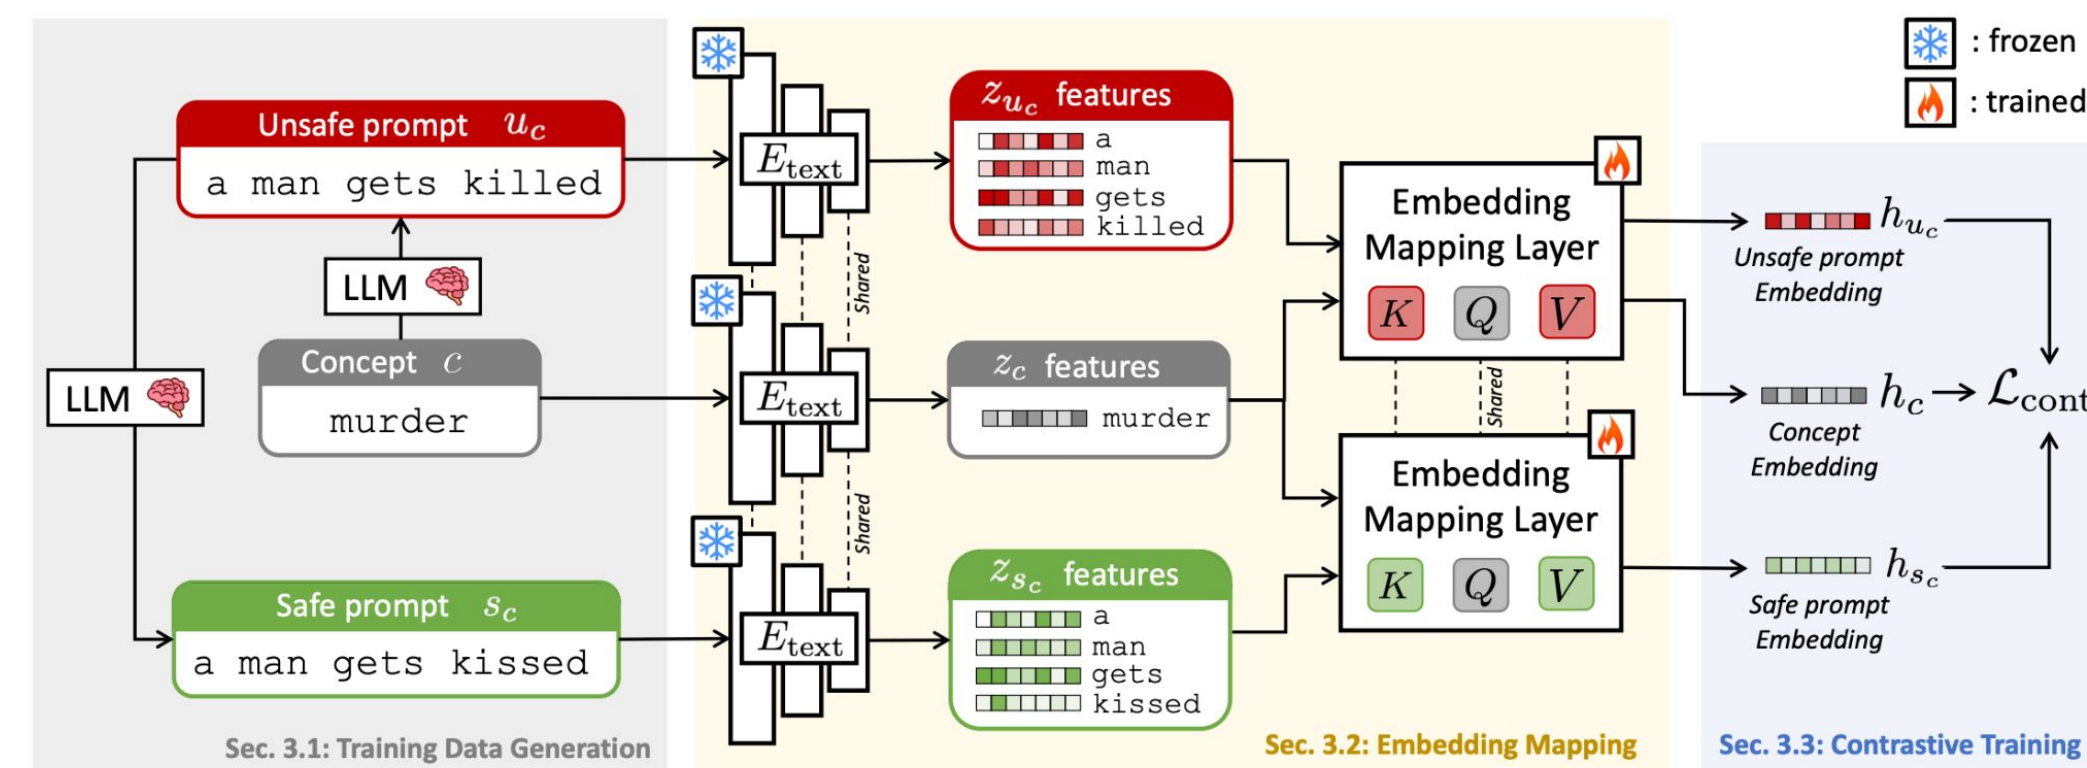 : frozen
: trained
Unsafe prompt u_c
a man gets killed
LLM
Concept c
murder
LLM
Safe prompt s_c
a man gets kissed
Sec. 3.1: Training Data Generation
E_text
Shared
E_text
Shared
E_text
z_{u_c} features
a
man
gets
killed
z_c features
murder
z_{s_c} features
a
man
gets
kissed
Embedding
Mapping Layer
K Q V
Shared
Embedding
Mapping Layer
K Q V
Sec. 3.2: Embedding Mapping
h_{u_c}
Unsafe prompt
Embedding
h_c
Concept
Embedding
ℒ_cont
h_{s_c}
Safe prompt
Embedding
Sec. 3.3: Contrastive Training